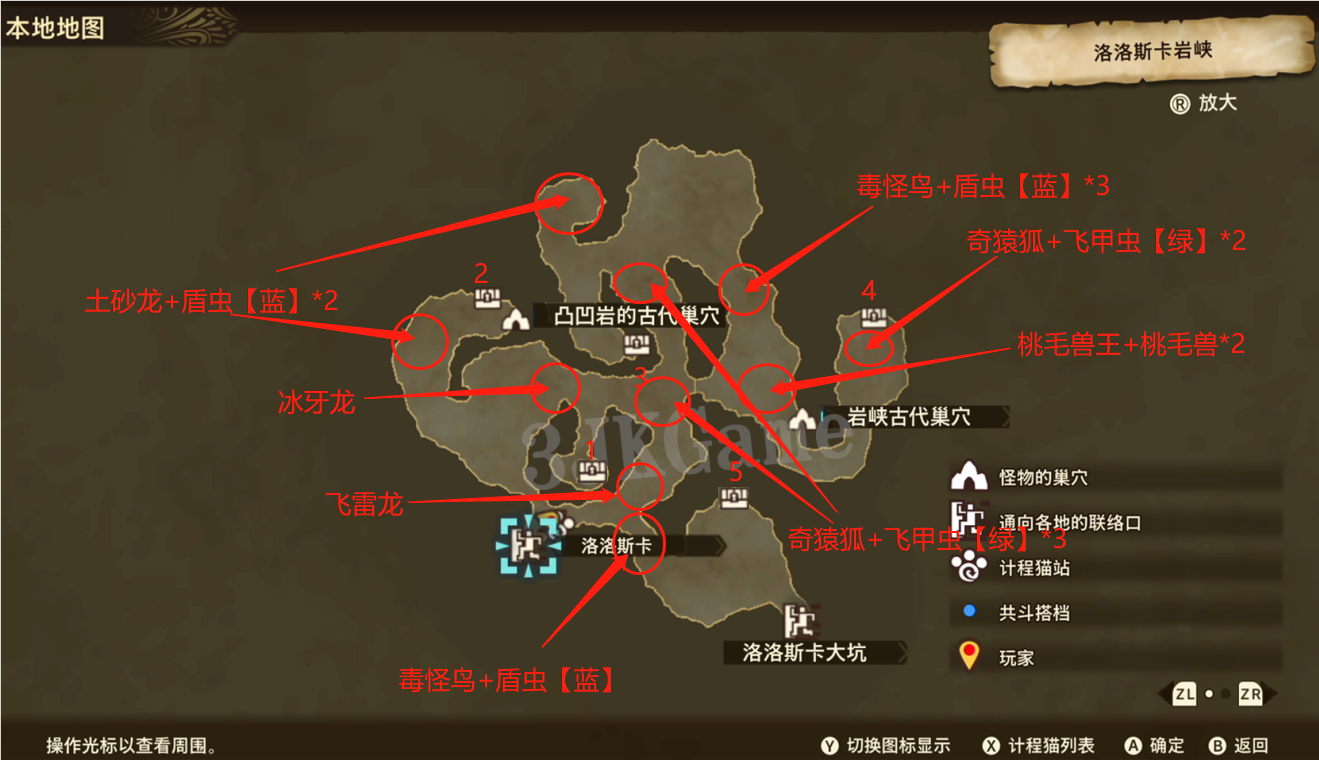 本地地图
洛洛斯卡岩峡
R 放大
毒怪鸟+盾虫【蓝】*3
奇猿狐+飞甲虫【绿】*2
土砂龙+盾虫【蓝】*2
2
4
凸凹岩的古代巢穴
桃毛兽王+桃毛兽*2
3
冰牙龙
岩峡古代巢穴
3JKGame
1
5
怪物的巢穴
飞雷龙
通向各地的联络口
奇猿狐+飞甲虫【绿】*3
洛洛斯卡
计程猫站
共斗搭档
洛洛斯卡大坑
玩家
毒怪鸟+盾虫【蓝】
ZL ZR
操作光标以查看周围。
Y 切换图标显示 X 计程猫列表 A 确定 B 返回